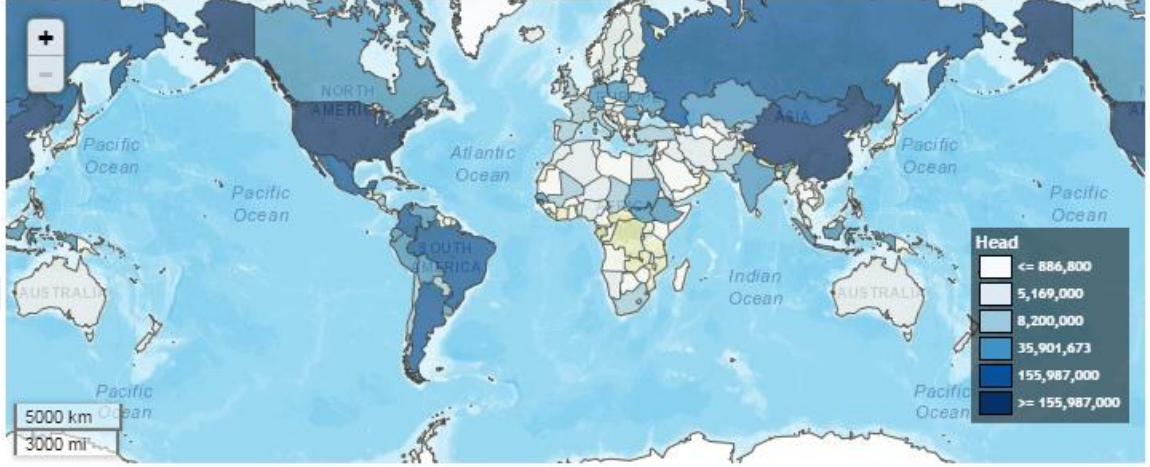 +
−
NORTH
AMERICA
EUROPE
ASIA
Pacific
Ocean
Atlantic
Ocean
Pacific
Ocean
Pacific
Ocean
Pacific
Ocean
AFRICA
SOUTH
AMERICA
Indian
Ocean
AUSTRALIA
AUSTRALIA
Pacific
Ocean
Pacific
Ocean
Head
<= 886,800
5,169,000
8,200,000
35,901,673
155,987,000
>= 155,987,000
5000 km
3000 mi